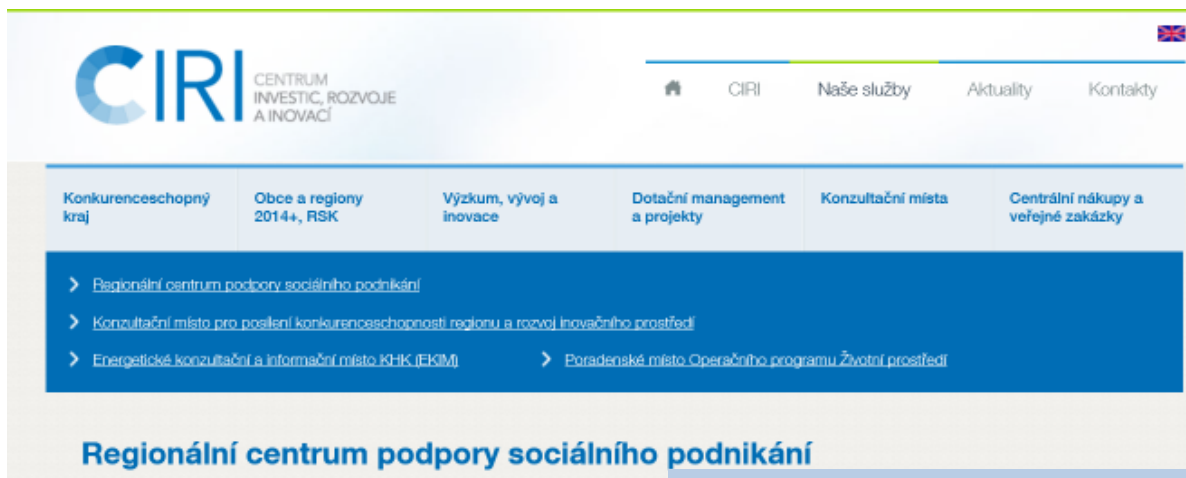 CIRI
CENTRUM
INVESTIC, ROZVOJE
A INOVACÍ
CIRI Naše služby Aktuality Kontakty
Konkurenceschopný
kraj
Obce a regiony
2014+, RSK
Výzkum, vývoj a
inovace
Dotační management
a projekty
Konzultační místa
Centrální nákupy a
veřejné zakázky
Regionální centrum podpory sociálního podnikání
Konzultační místo pro posílení konkurenceschopnosti regionu a rozvoj inovačního prostředí
Energetické konzultační a informační místo KHK (EKIM)
Poradenské místo Operačního programu Životní prostředí
Regionální centrum podpory sociálního podnikání